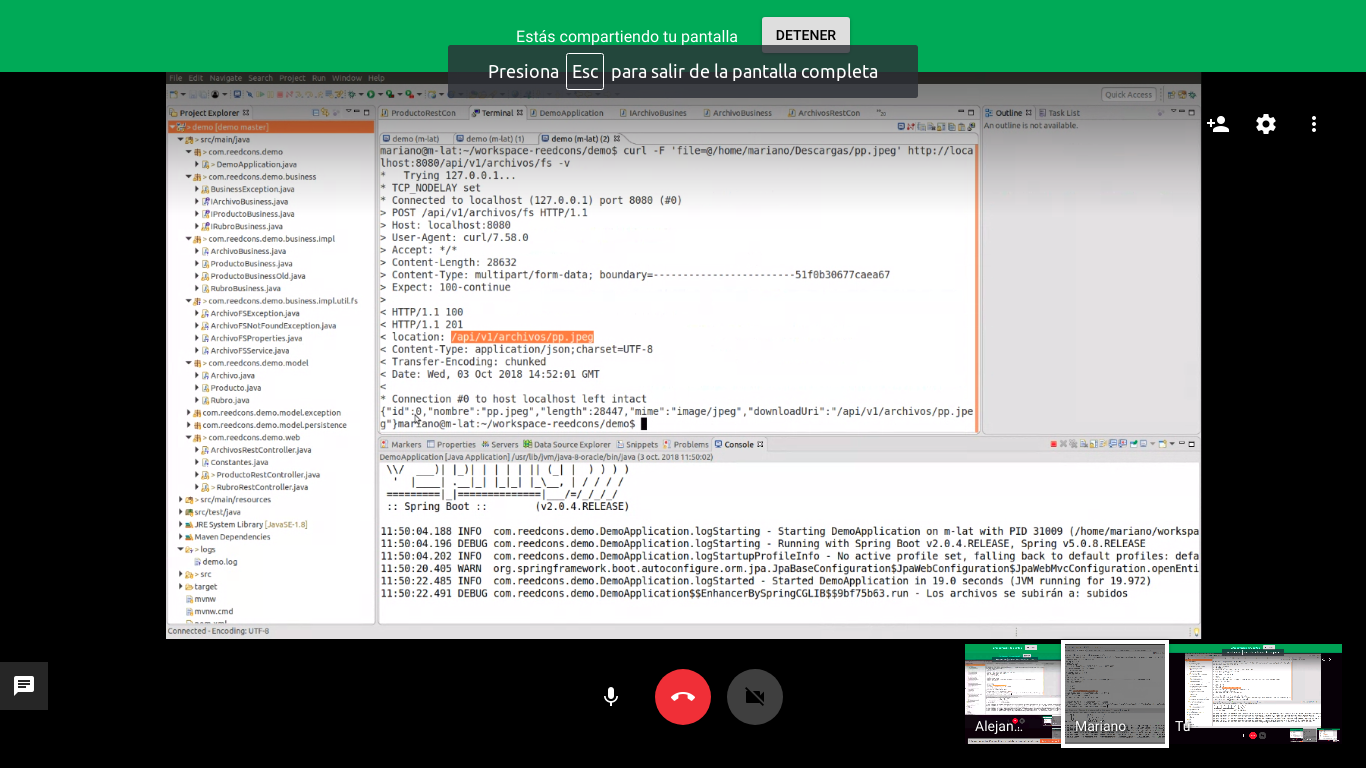 Estás compartiendo tu pantalla
DETENER
Presiona Esc para salir de la pantalla completa
File Edit Navigate Search Project Run Window Help
Quick Access
Project Explorer
> demo [demo master]
> src/main/java
> com.reedcons.demo
> DemoApplication.java
> com.reedcons.demo.business
BusinessException.java
IArchivoBusiness.java
IProductoBusiness.java
IRubroBusiness.java
> com.reedcons.demo.business.impl
ArchivoBusiness.java
ProductoBusiness.java
ProductoBusinessOld.java
RubroBusiness.java
> com.reedcons.demo.business.impl.util.fs
ArchivoFSException.java
ArchivoFSNotFoundException.java
ArchivoFSProperties.java
ArchivoFSService.java
> com.reedcons.demo.model
Archivo.java
Producto.java
Rubro.java
> com.reedcons.demo.model.exception
> com.reedcons.demo.model.persistence
> com.reedcons.demo.web
ArchivosRestController.java
Constantes.java
> ProductoRestController.java
> RubroRestController.java
> src/main/resources
src/test/java
JRE System Library [JavaSE-1.8]
Maven Dependencies
> logs
demo.log
> src
target
mvnw
mvnw.cmd
ProductoRestCon
Terminal
DemoApplication
IArchivoBusiness
ArchivoBusiness
ArchivosRestCon
demo (m-lat)
demo (m-lat) (1)
demo (m-lat) (2)
mariano@m-lat:~/workspace-reedcons/demo$ curl -F 'file=@/home/mariano/Descargas/pp.jpeg' http://loca
lhost:8080/api/v1/archivos/fs -v
*   Trying 127.0.0.1...
* TCP_NODELAY set
* Connected to localhost (127.0.0.1) port 8080 (#0)
> POST /api/v1/archivos/fs HTTP/1.1
> Host: localhost:8080
> User-Agent: curl/7.58.0
> Accept: */*
> Content-Length: 28632
> Content-Type: multipart/form-data; boundary=------------------------51f0b30677caea67
> Expect: 100-continue
>
< HTTP/1.1 100
< HTTP/1.1 201
< location: /api/v1/archivos/pp.jpeg
< Content-Type: application/json;charset=UTF-8
< Transfer-Encoding: chunked
< Date: Wed, 03 Oct 2018 14:52:01 GMT
<
* Connection #0 to host localhost left intact
{"id":0,"nombre":"pp.jpeg","length":28447,"mime":"image/jpeg","downloadUri":"/api/v1/archivos/pp.jpe
g"}mariano@m-lat:~/workspace-reedcons/demo$
Outline
Task List
An outline is not available.
Markers Properties Servers Data Source Explorer Snippets Problems Console
DemoApplication [Java Application] /usr/lib/jvm/java-8-oracle/bin/java (3 oct. 2018 11:50:02)
:: Spring Boot ::        (v2.0.4.RELEASE)
11:50:04.188 INFO  com.reedcons.demo.DemoApplication.logStarting - Starting DemoApplication on m-lat with PID 31009 (/home/mariano/workspa
11:50:04.196 DEBUG com.reedcons.demo.DemoApplication.logStarting - Running with Spring Boot v2.0.4.RELEASE, Spring v5.0.8.RELEASE
11:50:04.202 INFO  com.reedcons.demo.DemoApplication.logStartupProfileInfo - No active profile set, falling back to default profiles: defa
11:50:20.405 WARN  org.springframework.boot.autoconfigure.orm.jpa.JpaBaseConfiguration$JpaWebConfiguration$JpaWebMvcConfiguration.openEnti
11:50:22.485 INFO  com.reedcons.demo.DemoApplication.logStarted - Started DemoApplication in 19.0 seconds (JVM running for 19.972)
11:50:22.491 DEBUG com.reedcons.demo.DemoApplication$$EnhancerBySpringCGLIB$$9bf75b63.run - Los archivos se subirán a: subidos
Connected - Encoding: UTF-8
Alejan...
Mariano
Tú